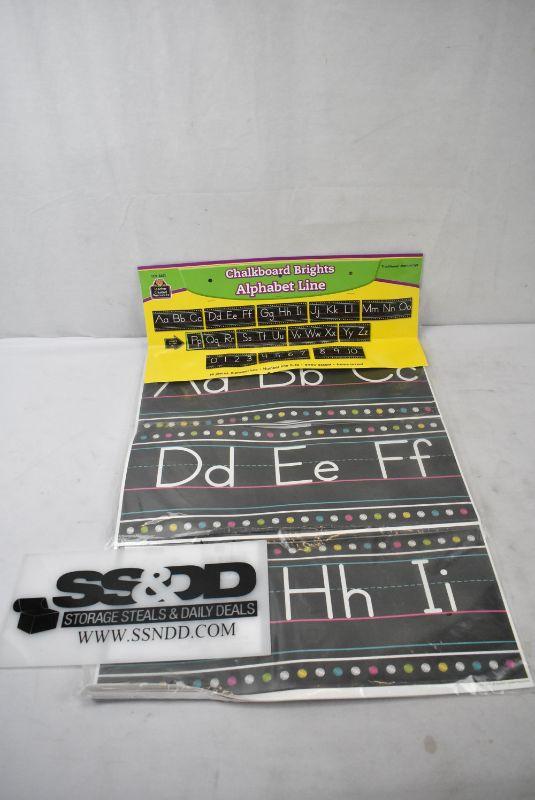 Chalkboard Brights
Alphabet Line
Aa Bb Cc Dd Ee Ff Gg Hh Ii Jj Kk Ll Mm Nn Oo
Pp Qq Rr Ss Tt Uu Vv Ww Xx Yy Zz
0 1 2 3 4 5 6 7 8 9 10
Aa Bb Cc
Dd Ee Ff
Hh Ii
SS&DD
STORAGE STEALS & DAILY DEALS
WWW.SSNDD.COM